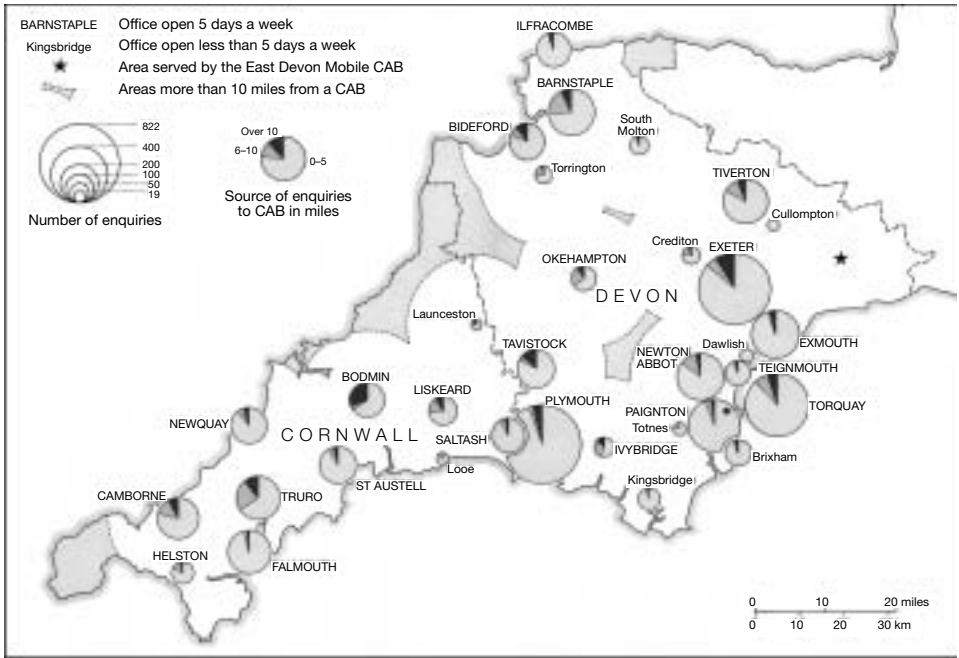 BARNSTAPLE Office open 5 days a week
Kingsbridge Office open less than 5 days a week
Area served by the East Devon Mobile CAB
Areas more than 10 miles from a CAB
822
400
200
100
50
19
Number of enquiries
Over 10
6–10
0–5
Source of enquiries
to CAB in miles
ILFRACOMBE
BARNSTAPLE
BIDEFORD
South
Molton
Torrington
TIVERTON
Cullompton
Crediton
EXETER
OKEHAMPTON
DEVON
Launceston
TAVISTOCK
NEWTON
ABBOT
Dawlish
EXMOUTH
TEIGNMOUTH
BODMIN
LISKEARD
PLYMOUTH
PAIGNTON
TORQUAY
NEWQUAY
CORNWALL
SALTASH
Totnes
IVYBRIDGE
Brixham
Looe
ST AUSTELL
Kingsbridge
CAMBORNE
TRURO
HELSTON
FALMOUTH
0 10 20 miles
0 10 20 30 km